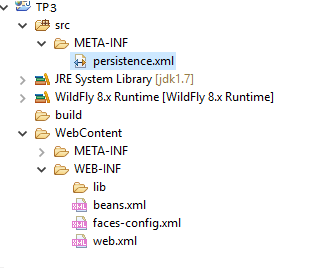 TP3
src
META-INF
persistence.xml
JRE System Library [jdk1.7]
WildFly 8.x Runtime [WildFly 8.x Runtime]
build
WebContent
META-INF
WEB-INF
lib
beans.xml
faces-config.xml
web.xml